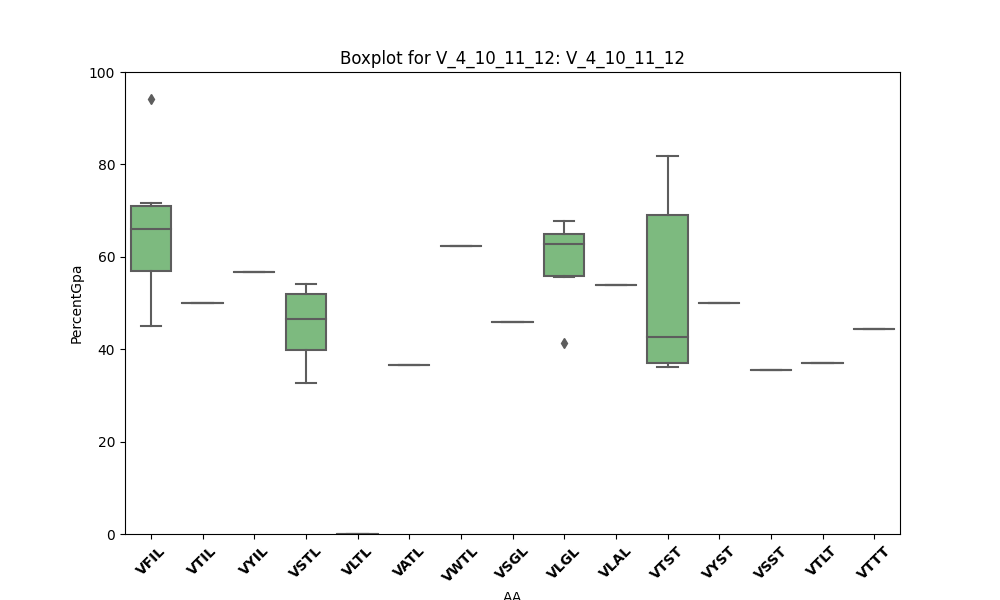 Boxplot for V_4_10_11_12: V_4_10_11_12
PercentGpa
100
80
60
40
20
0
VFIL
VTIL
VYIL
VSTL
VLTL
VATL
VWTL
VSGL
VLGL
VLAL
VTST
VYST
VSST
VTLT
VTTT
AA